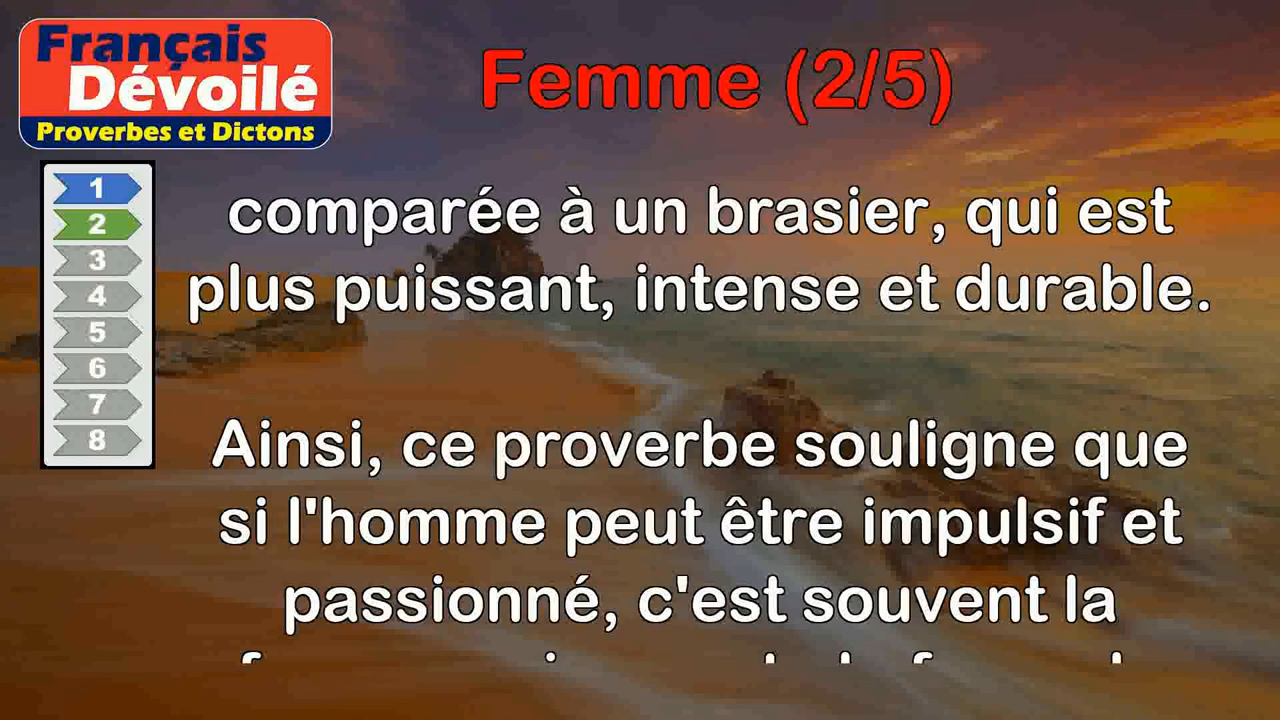 Français
Dévoilé
Proverbes et Dictons
Femme (2/5)
1
2
3
4
5
6
7
8
comparée à un brasier, qui est
plus puissant, intense et durable.
Ainsi, ce proverbe souligne que
si l'homme peut être impulsif et
passionné, c'est souvent la